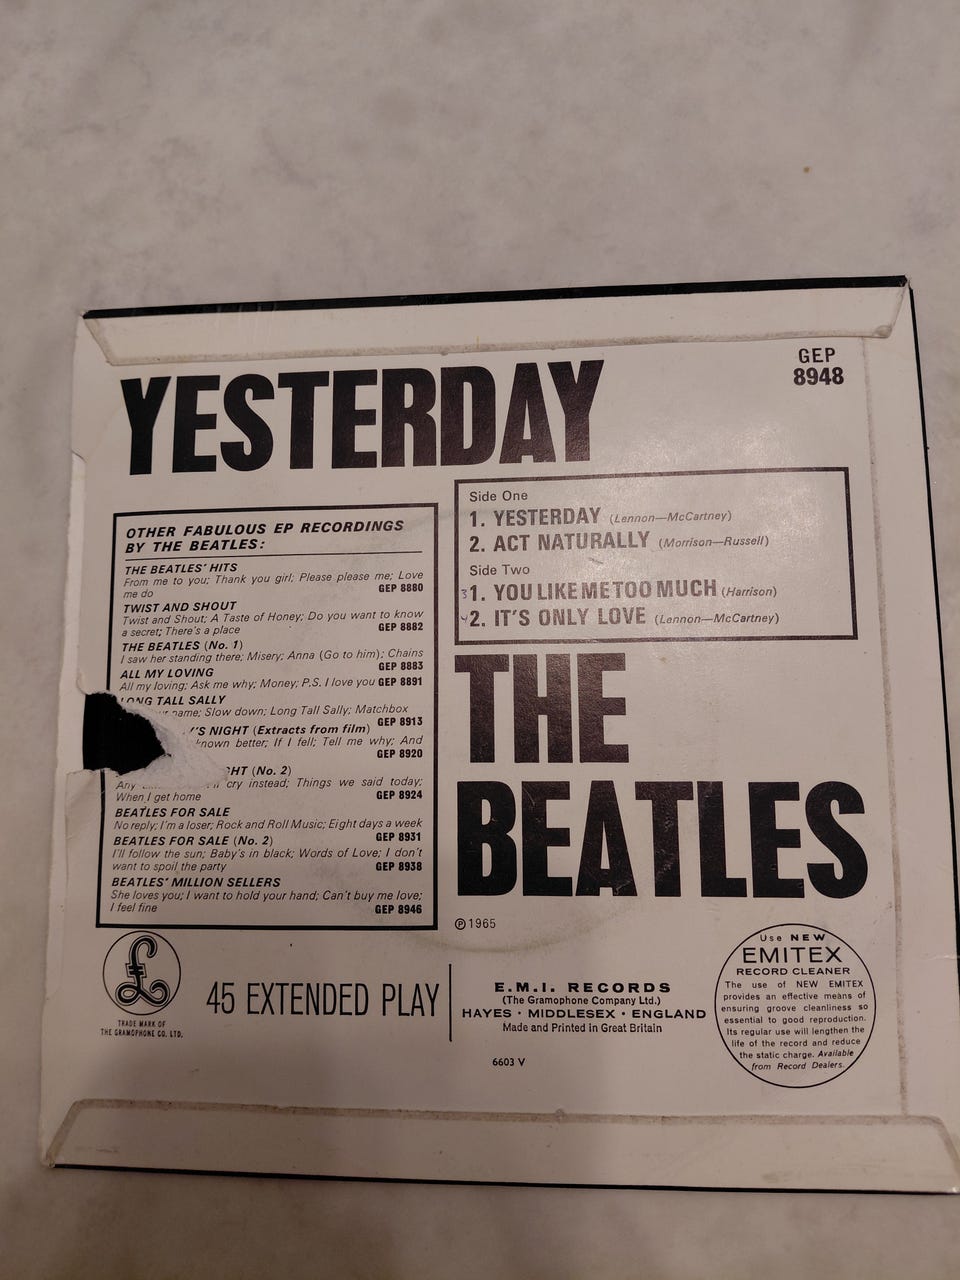 YESTERDAY
GEP
8948
Side One
1. YESTERDAY (Lennon—McCartney)
2. ACT NATURALLY (Morrison—Russell)
Side Two
3 1. YOU LIKE ME TOO MUCH (Harrison)
4 2. IT'S ONLY LOVE (Lennon—McCartney)
OTHER FABULOUS EP RECORDINGS
BY THE BEATLES:
THE BEATLES' HITS
From me to you; Thank you girl; Please please me; Love
me do GEP 8880
TWIST AND SHOUT
Twist and Shout; A Taste of Honey; Do you want to know
a secret; There's a place GEP 8882
THE BEATLES (No. 1)
I saw her standing there; Misery; Anna (Go to him); Chains
GEP 8883
ALL MY LOVING
All my loving; Ask me why; Money; P.S. I love you GEP 8891
LONG TALL SALLY
name; Slow down; Long Tall Sally; Matchbox
GEP 8913
'S NIGHT (Extracts from film)
known better; If I fell; Tell me why; And
GEP 8920
HT (No. 2)
Any cry instead; Things we said today;
When I get home GEP 8924
BEATLES FOR SALE
No reply; I'm a loser; Rock and Roll Music; Eight days a week
GEP 8931
BEATLES FOR SALE (No. 2)
I'll follow the sun; Baby's in black; Words of Love; I don't
want to spoil the party GEP 8938
BEATLES' MILLION SELLERS
She loves you; I want to hold your hand; Can't buy me love;
I feel fine GEP 8946
THE
BEATLES
℗ 1965
£
TRADE MARK OF
THE GRAMOPHONE CO. LTD.
45 EXTENDED PLAY
E.M.I. RECORDS
(The Gramophone Company Ltd.)
HAYES · MIDDLESEX · ENGLAND
Made and Printed in Great Britain
6603 V
Use NEW
EMITEX
RECORD CLEANER
The use of NEW EMITEX
provides an effective means of
ensuring groove cleanliness so
essential to good reproduction.
Its regular use will lengthen the
life of the record and reduce
the static charge. Available
from Record Dealers.